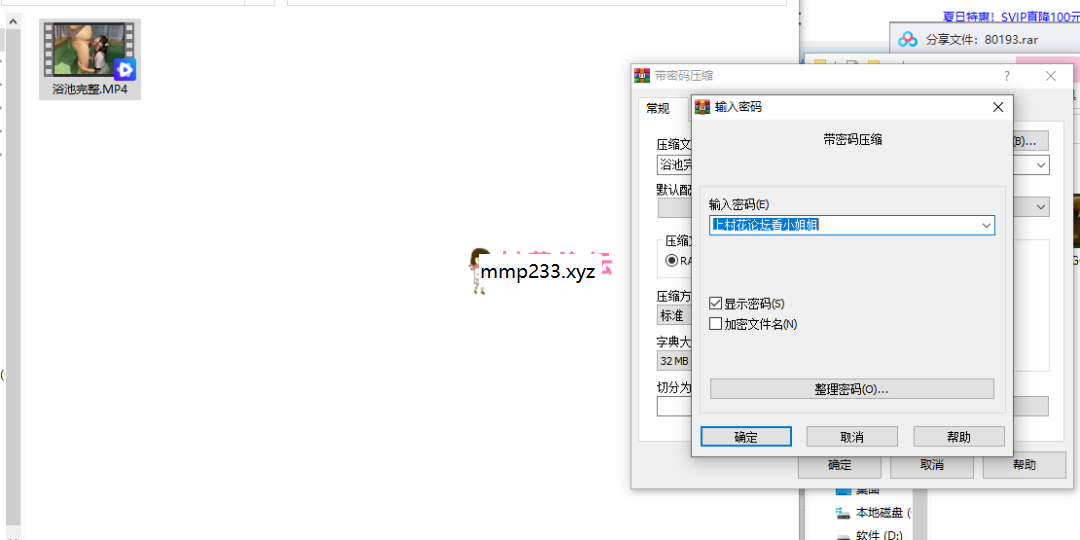 夏日特惠！SVIP直降100元
分享文件：80193.rar
浴池完整.MP4
带密码压缩
?
常规
输入密码
带密码压缩
压缩文
(B)...
浴池完
默认配
输入密码(E)
上村花论坛看小姐姐
压缩
RA
mmp233.xyz
压缩方
标准
显示密码(S)
加密文件名(N)
字典大
32 MB
切分为
整理密码(O)...
确定
取消
帮助
确定
取消
帮助
桌面
本地磁盘 (
软件 (D:)